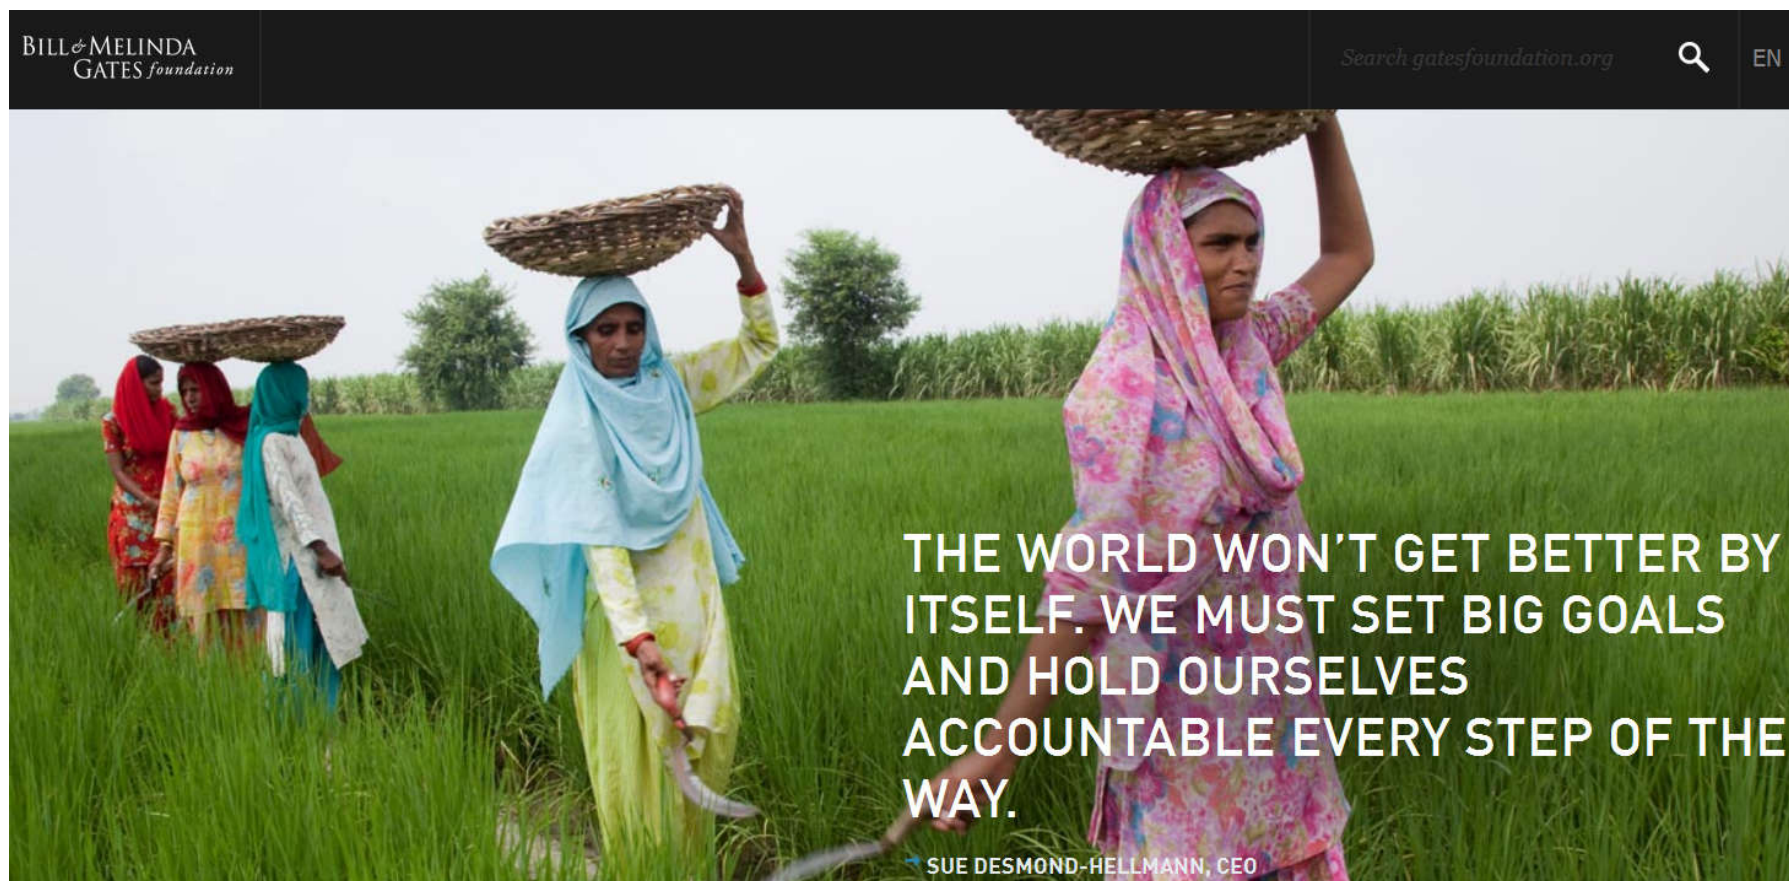 BILL & MELINDA
GATES foundation
Search gatesfoundation.org
EN
THE WORLD WON'T GET BETTER BY
ITSELF. WE MUST SET BIG GOALS
AND HOLD OURSELVES
ACCOUNTABLE EVERY STEP OF THE
WAY.
SUE DESMOND-HELLMANN, CEO